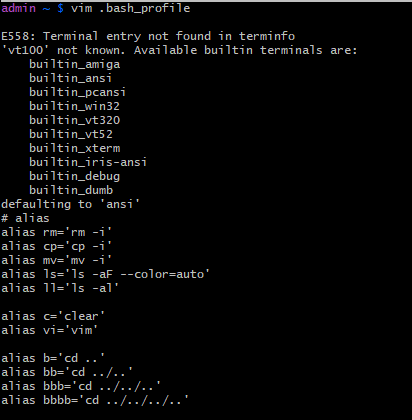 admin ~ $ vim .bash_profile

E558: Terminal entry not found in terminfo
'vt100' not known. Available builtin terminals are:
    builtin_amiga
    builtin_ansi
    builtin_pcansi
    builtin_win32
    builtin_vt320
    builtin_vt52
    builtin_xterm
    builtin_iris-ansi
    builtin_debug
    builtin_dumb
defaulting to 'ansi'
# alias
alias rm='rm -i'
alias cp='cp -i'
alias mv='mv -i'
alias ls='ls -aF --color=auto'
alias ll='ls -al'

alias c='clear'
alias vi='vim'

alias b='cd ..'
alias bb='cd ../..'
alias bbb='cd ../../..'
alias bbbb='cd ../../../..'